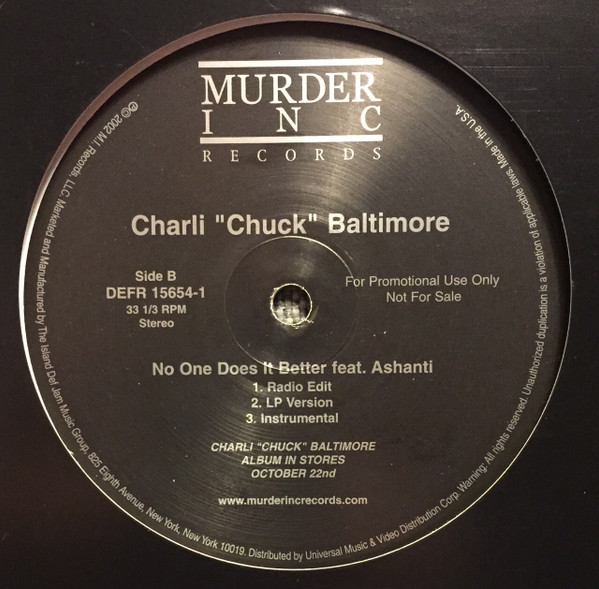 MURDER
I N C
RECORDS
Charli "Chuck" Baltimore
Side B
DEFR 15654-1
33 1/3 RPM
Stereo
For Promotional Use Only
Not For Sale
No One Does It Better feat. Ashanti
1. Radio Edit
2. LP Version
3. Instrumental
CHARLI "CHUCK" BALTIMORE
ALBUM IN STORES
OCTOBER 22nd
www.murderincrecords.com
℗© 2002 M.I. Records, LLC. Marketed and Manufactured by The Island Def Jam Music Group, 825 Eighth Avenue, New York, New York 10019. Distributed by Universal Music & Video Distribution Corp. Warning: All rights reserved. Unauthorized duplication is a violation of applicable laws. Made in the U.S.A.